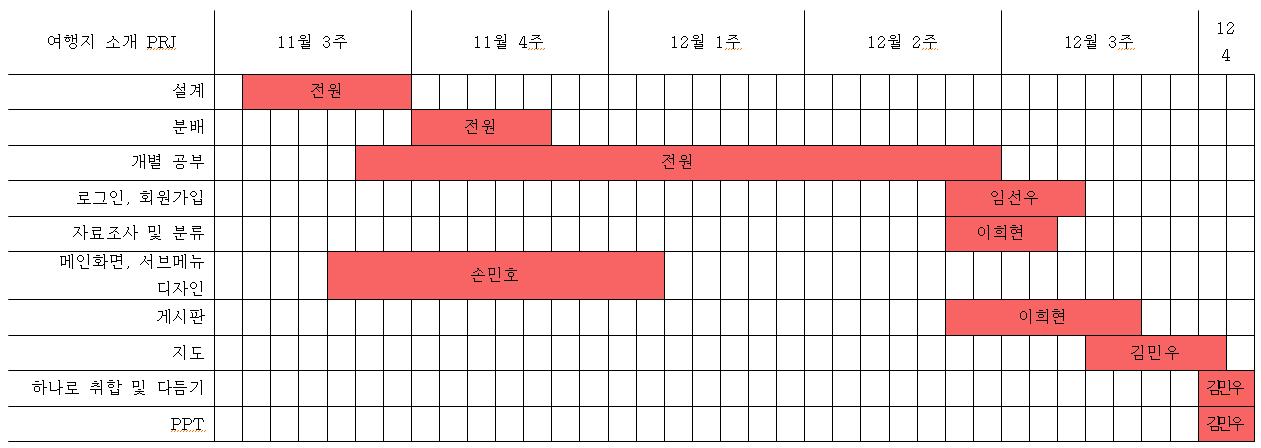 여행지 소개 PRJ 11월 3주 11월 4주 12월 1주 12월 2주 12월 3주 12
4
설계 전원
분배 전원
개별 공부 전원
로그인, 회원가입 임선우
자료조사 및 분류 이희현
메인화면, 서브메뉴
디자인 손민호
게시판 이희현
지도 김민우
하나로 취합 및 다듬기 김민우
PPT 김민우